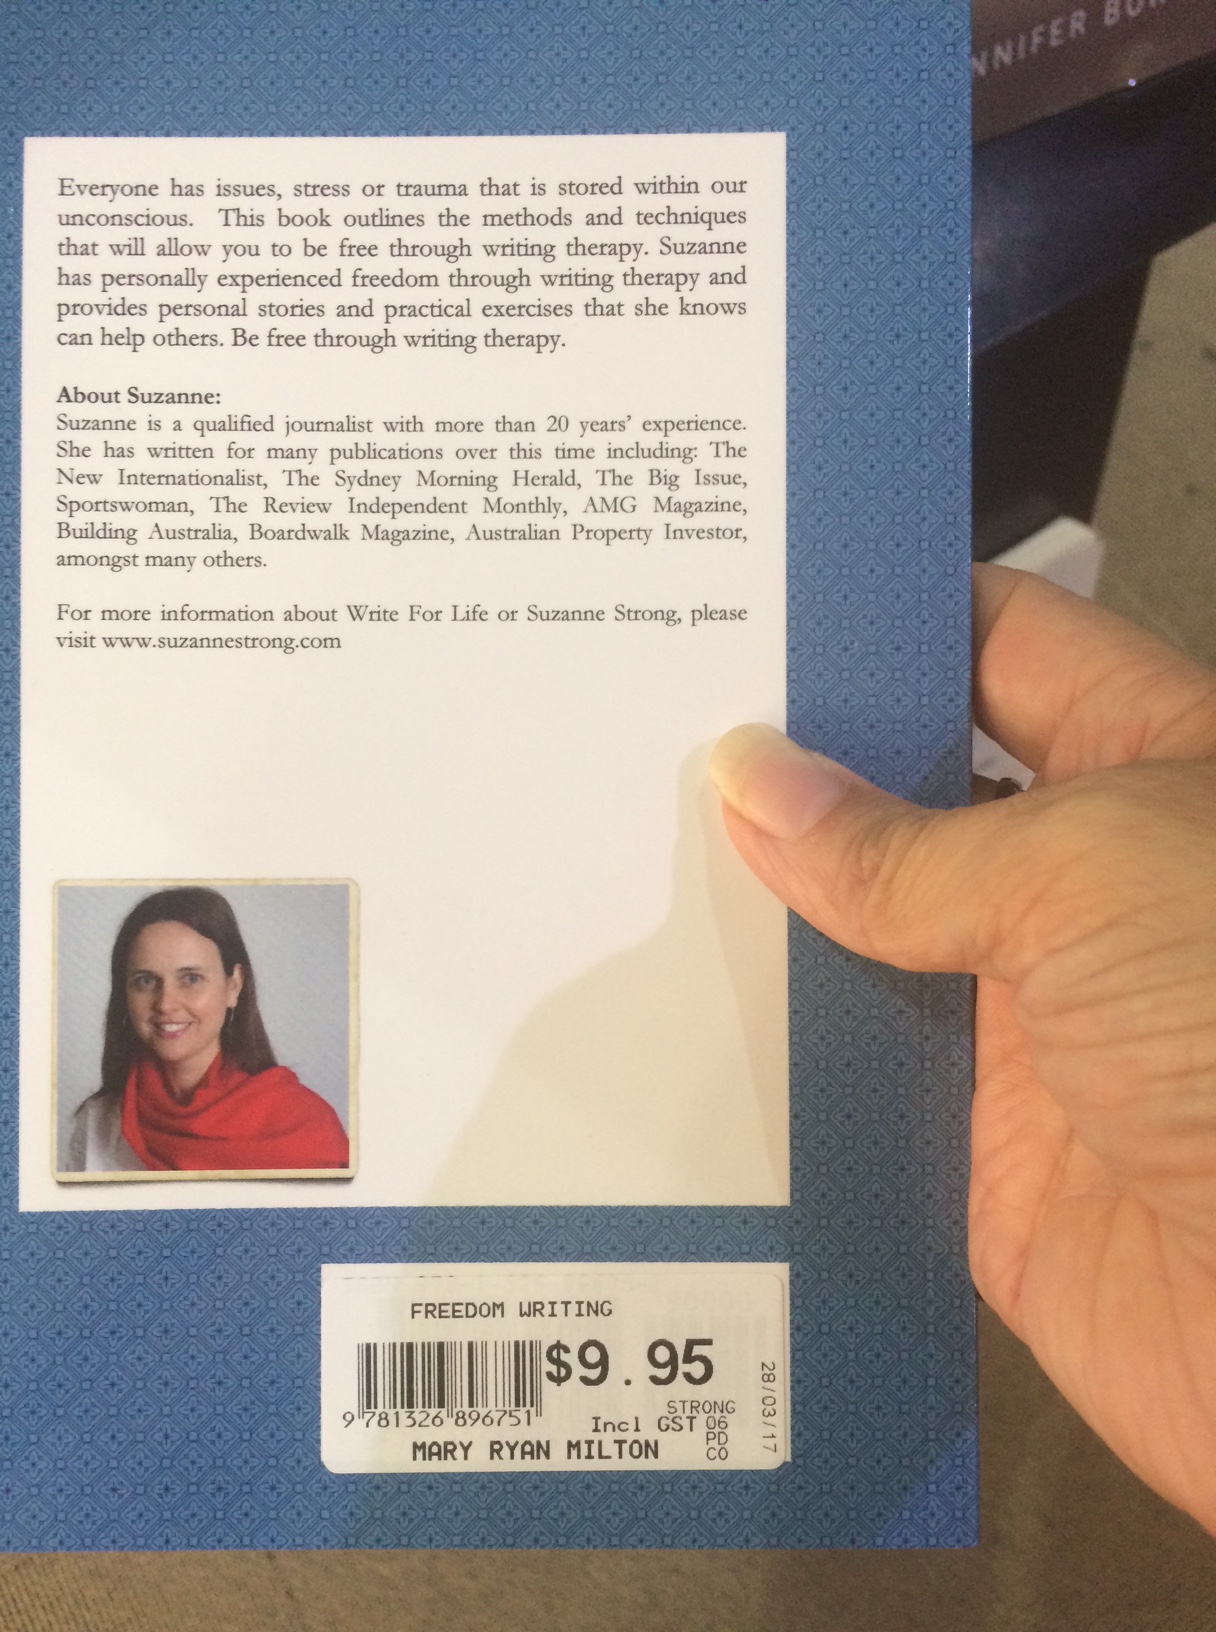 NNIFER
Everyone has issues, stress or trauma that is stored within our
unconscious. This book outlines the methods and techniques
that will allow you to be free through writing therapy. Suzanne
has personally experienced freedom through writing therapy and
provides personal stories and practical exercises that she knows
can help others. Be free through writing therapy.
About Suzanne:
Suzanne is a qualified journalist with more than 20 years’ experience.
She has written for many publications over this time including: The
New Internationalist, The Sydney Morning Herald, The Big Issue,
Sportswoman, The Review Independent Monthly, AMG Magazine,
Building Australia, Boardwalk Magazine, Australian Property Investor,
amongst many others.
For more information about Write For Life or Suzanne Strong, please
visit www.suzannestrong.com
FREEDOM WRITING
$9.95
9 781326 896751
STRONG
Incl GST 06
PD
MARY RYAN MILTON CO
28/03/17